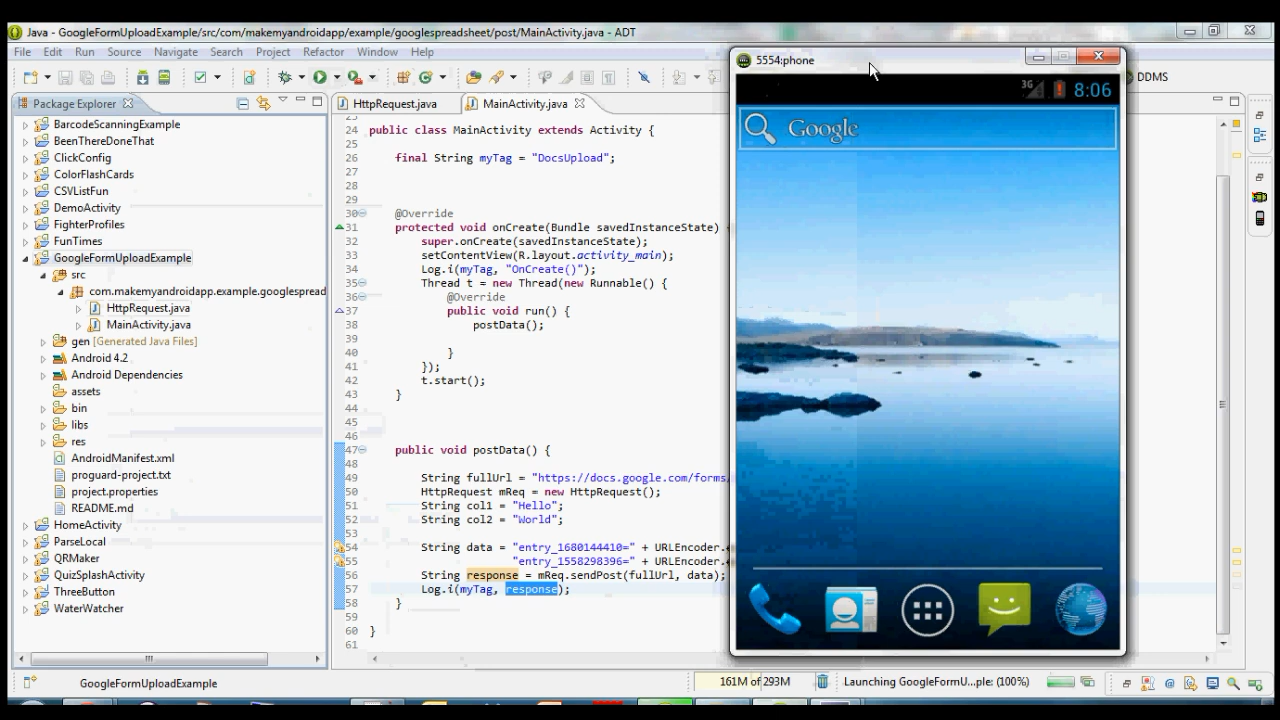 Java - GoogleFormUploadExample/src/com/makemyandroidapp/example/googlespreadsheet/post/MainActivity.java - ADT
File Edit Run Source Navigate Search Project Refactor Window Help
DDMS
Package Explorer
BarcodeScanningExample
BeenThereDoneThat
ClickConfig
ColorFlashCards
CSVListFun
DemoActivity
FighterProfiles
FunTimes
GoogleFormUploadExample
src
com.makemyandroidapp.example.googlespread
HttpRequest.java
MainActivity.java
gen [Generated Java Files]
Android 4.2
Android Dependencies
assets
bin
libs
res
AndroidManifest.xml
proguard-project.txt
project.properties
README.md
HomeActivity
ParseLocal
QRMaker
QuizSplashActivity
ThreeButton
WaterWatcher
HttpRequest.java MainActivity.java
23
24 public class MainActivity extends Activity {
25
26 final String myTag = "DocsUpload";
27
28
29
30 @Override
31 protected void onCreate(Bundle savedInstanceState)
32 super.onCreate(savedInstanceState);
33 setContentView(R.layout.activity_main);
34 Log.i(myTag, "OnCreate()");
35 Thread t = new Thread(new Runnable() {
36 @Override
37 public void run() {
38 postData();
39
40 }
41 });
42 t.start();
43 }
44
45
46
47 public void postData() {
48
49 String fullUrl = "https://docs.google.com/forms/
50 HttpRequest mReq = new HttpRequest();
51 String col1 = "Hello";
52 String col2 = "World";
53
54 String data = "entry_1680144410=" + URLEncoder.
55 "entry_1558298396=" + URLEncoder.
56 String response = mReq.sendPost(fullUrl, data);
57 Log.i(myTag, response);
58 }
59
60 }
61
5554:phone
3G 8:06
Google
GoogleFormUploadExample
161M of 293M
Launching GoogleFormU...ple: (100%)